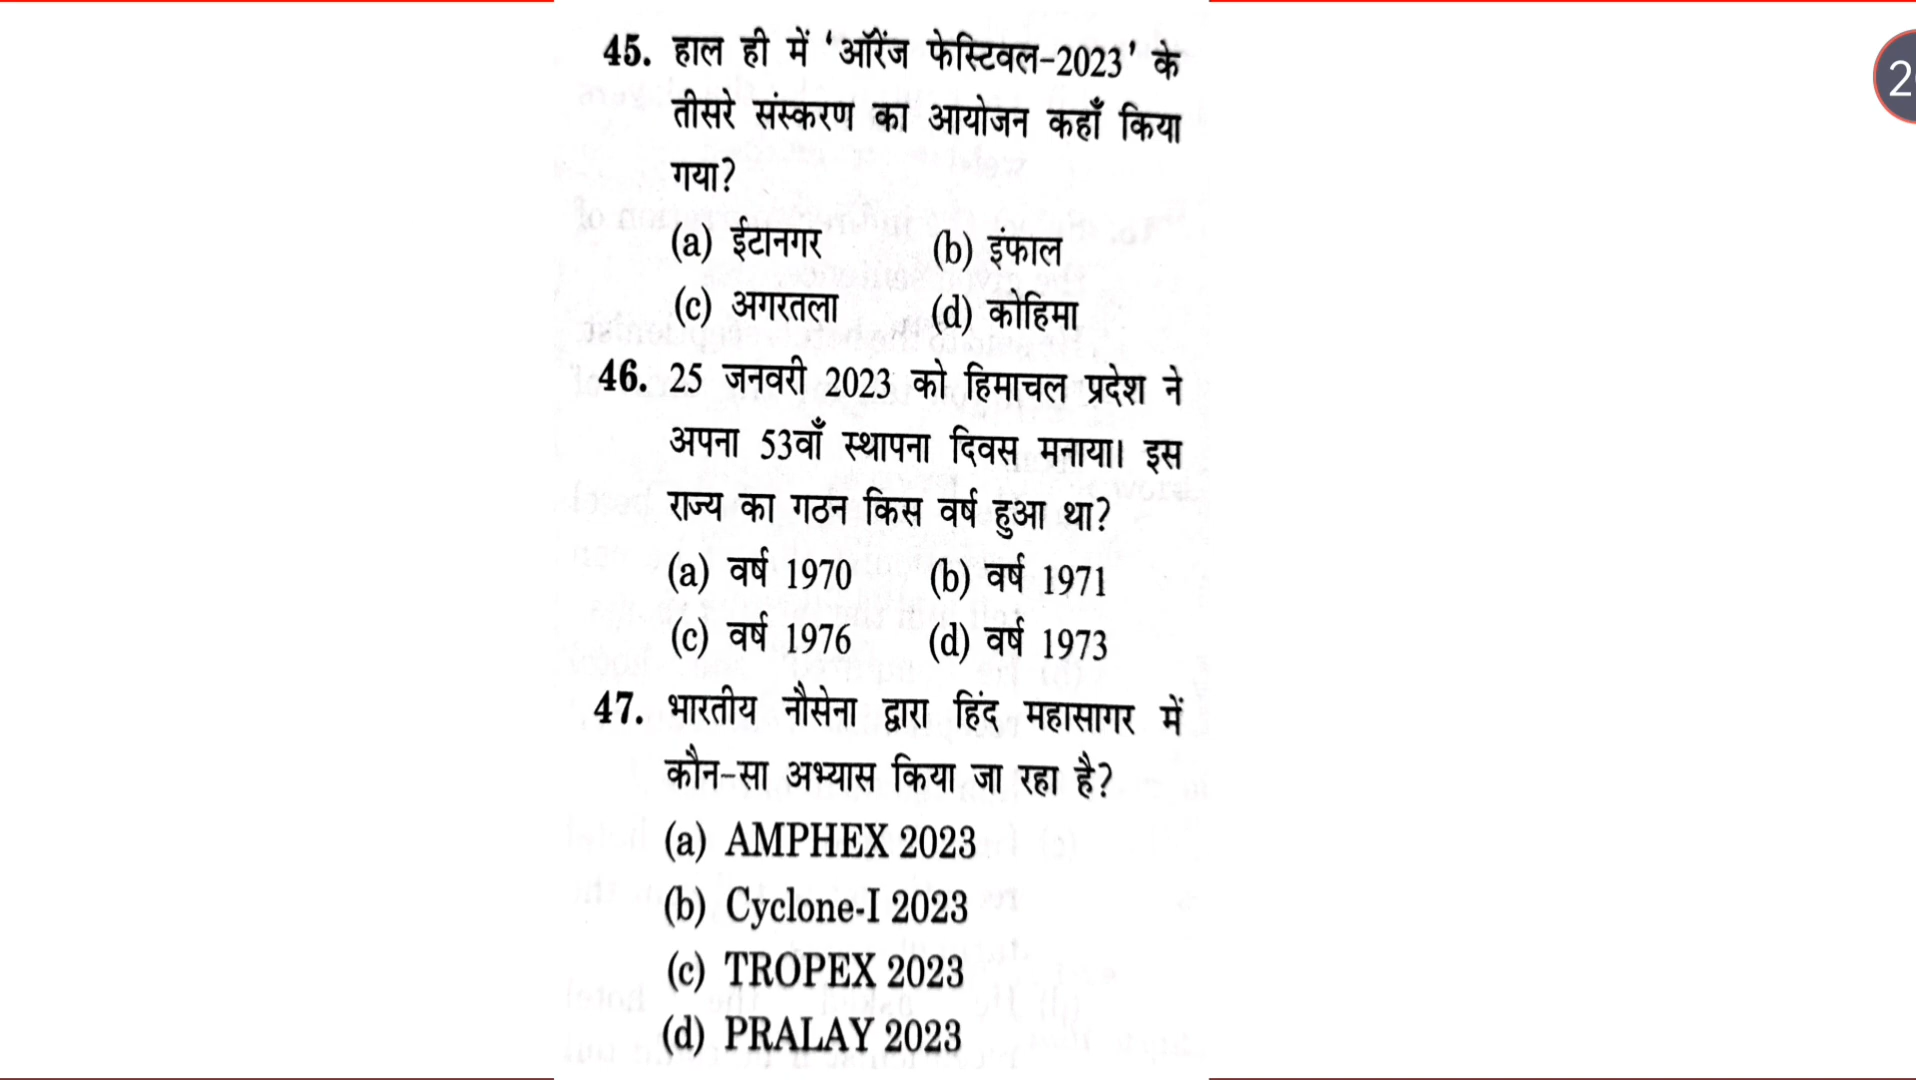 45. हाल ही में ‘ऑरेंज फेस्टिवल-2023’ के
तीसरे संस्करण का आयोजन कहाँ किया
गया?
(a) ईटानगर (b) इंफाल
(c) अगरतला (d) कोहिमा
46. 25 जनवरी 2023 को हिमाचल प्रदेश ने
अपना 53वाँ स्थापना दिवस मनाया। इस
राज्य का गठन किस वर्ष हुआ था?
(a) वर्ष 1970 (b) वर्ष 1971
(c) वर्ष 1976 (d) वर्ष 1973
47. भारतीय नौसेना द्वारा हिंद महासागर में
कौन-सा अभ्यास किया जा रहा है?
(a) AMPHEX 2023
(b) Cyclone-I 2023
(c) TROPEX 2023
(d) PRALAY 2023